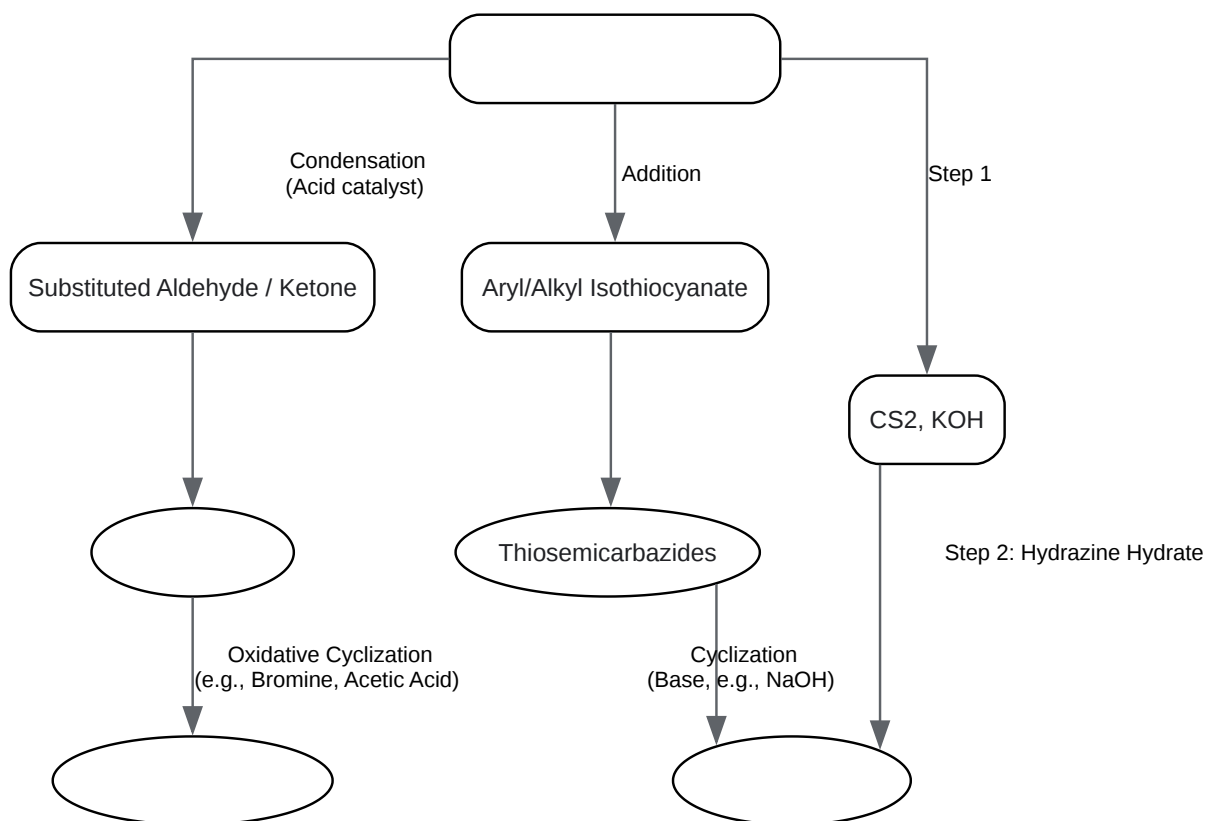 Condensation
(Acid catalyst)
Addition
Step 1
Substituted Aldehyde / Ketone
Aryl/Alkyl Isothiocyanate
CS2, KOH
Thiosemicarbazides
Step 2: Hydrazine Hydrate
Oxidative Cyclization
(e.g., Bromine, Acetic Acid)
Cyclization
(Base, e.g., NaOH)